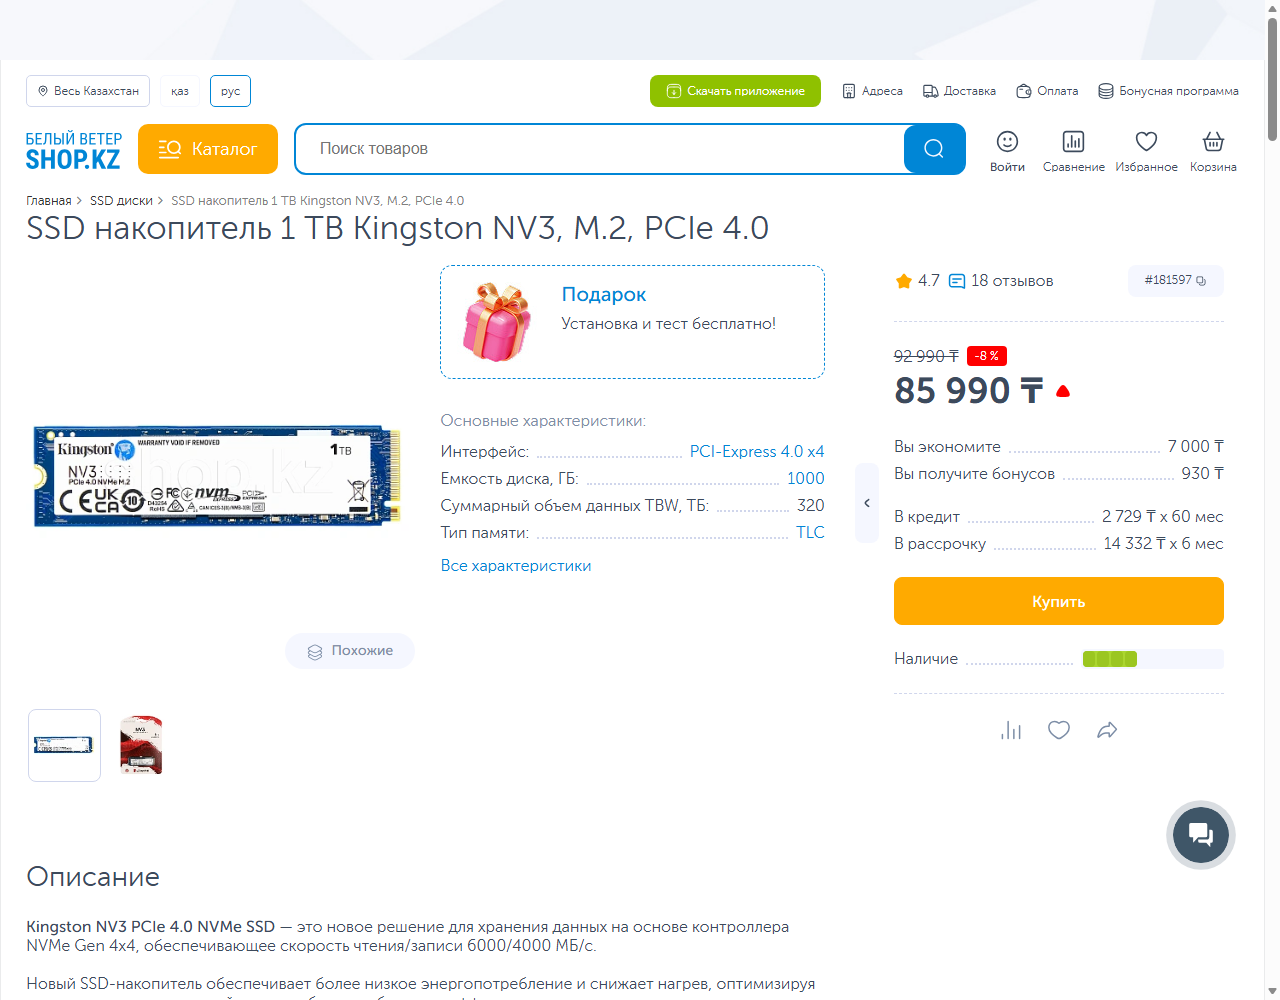 Весь Казахстан
қаз
рус
Скачать приложение
Адреса
Доставка
Оплата
Бонусная программа
БЕЛЫЙ ВЕТЕР
SHOP.KZ
Каталог
Поиск товаров
Войти
Сравнение
Избранное
Корзина
Главная > SSD диски > SSD накопитель 1 TB Kingston NV3, M.2, PCIe 4.0
SSD накопитель 1 TB Kingston NV3, M.2, PCIe 4.0
Kingston
WARRANTY VOID IF REMOVED
1TB
NV3
PCIe 4.0 NVMe M.2
shop.kz
nvm
EXPRESS
Похожие
Подарок
Установка и тест бесплатно!
Основные характеристики:
Интерфейс: PCI-Express 4.0 x4
Емкость диска, ГБ: 1000
Суммарный объем данных TBW, ТБ: 320
Тип памяти: TLC
Все характеристики
4.7
18 отзывов
#181597
92 990 ₸
-8 %
85 990 ₸
Вы экономите 7 000 ₸
Вы получите бонусов 930 ₸
В кредит 2 729 ₸ x 60 мес
В рассрочку 14 332 ₸ x 6 мес
Купить
Наличие
Описание
Kingston NV3 PCIe 4.0 NVMe SSD — это новое решение для хранения данных на основе контроллера
NVMe Gen 4x4, обеспечивающее скорость чтения/записи 6000/4000 МБ/с.
Новый SSD-накопитель обеспечивает более низкое энергопотребление и снижает нагрев, оптимизируя